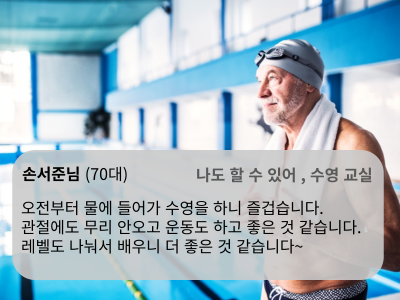 손서준님 (70대) 나도 할 수 있어 , 수영 교실
오전부터 물에 들어가 수영을 하니 즐겁습니다.
관절에도 무리 안오고 운동도 하고 좋은 것 같습니다.
레벨도 나눠서 배우니 더 좋은 것 같습니다~